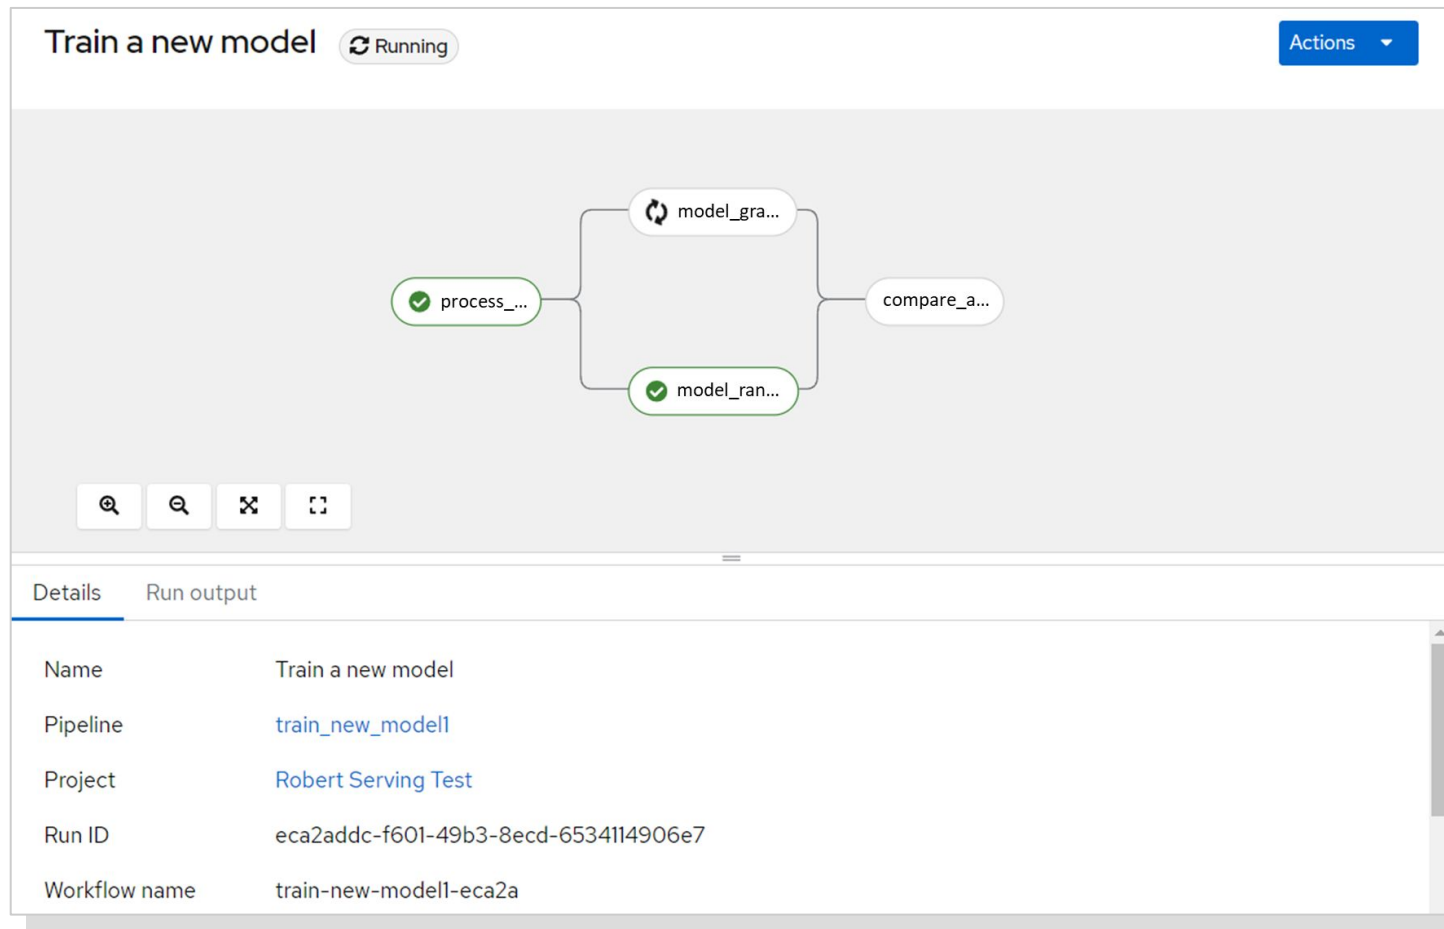 Train a new model
Running
Actions
model_gra...
process_...
compare_a...
model_ran...
Details
Run output
Name
Train a new model
Pipeline
train_new_model1
Project
Robert Serving Test
Run ID
eca2addc-f601-49b3-8ecd-6534114906e7
Workflow name
train-new-model1-eca2a